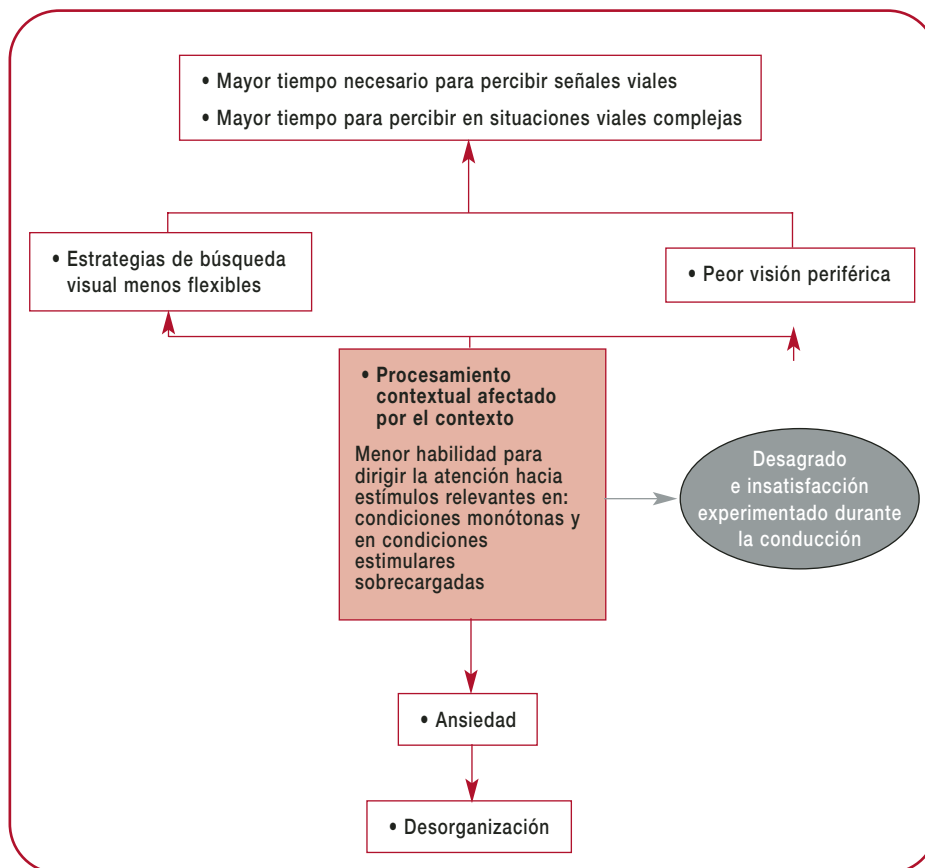 • Mayor tiempo necesario para percibir señales viales
• Mayor tiempo para percibir en situaciones viales complejas
• Estrategias de búsqueda
visual menos flexibles
• Peor visión periférica
• Procesamiento
contextual afectado
por el contexto
Menor habilidad para
dirigir la atención hacia
estímulos relevantes en:
condiciones monótonas y
en condiciones
estimulares
sobrecargadas
Desagrado
e insatisfacción
experimentado durante
la conducción
• Ansiedad
• Desorganización